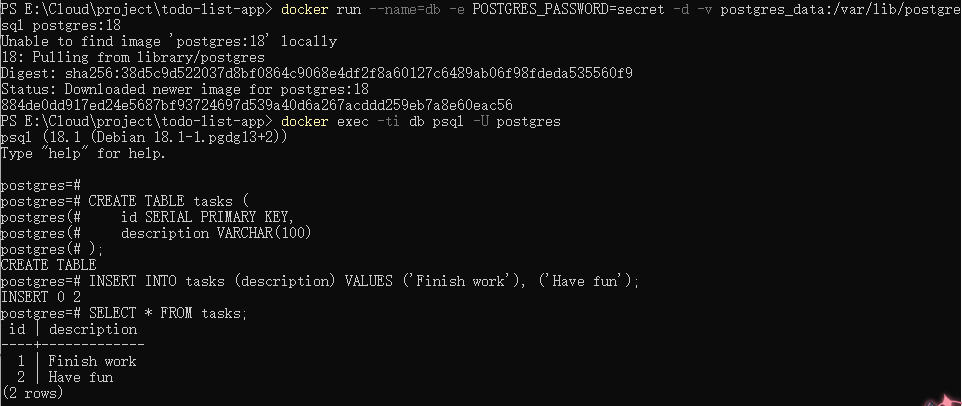 PS E:\Cloud\project\todo-list-app> docker run --name=db -e POSTGRES_PASSWORD=secret -d -v postgres_data:/var/lib/postgre
sql postgres:18
Unable to find image 'postgres:18' locally
18: Pulling from library/postgres
Digest: sha256:38d5c9d522037d8bf0864c9068e4df2f8a60127c6489ab06f98fdeda535560f9
Status: Downloaded newer image for postgres:18
884de0dd917ed24e5687bf93724697d539a40d6a267acddd259eb7a8e60eac56
PS E:\Cloud\project\todo-list-app> docker exec -ti db psql -U postgres
psql (18.1 (Debian 18.1-1.pgdg13+2))
Type "help" for help.
postgres=#
postgres=# CREATE TABLE tasks (
postgres(#     id SERIAL PRIMARY KEY,
postgres(#     description VARCHAR(100)
postgres(# );
CREATE TABLE
postgres=# INSERT INTO tasks (description) VALUES ('Finish work'), ('Have fun');
INSERT 0 2
postgres=# SELECT * FROM tasks;
 id | description
----+-------------
  1 | Finish work
  2 | Have fun
(2 rows)